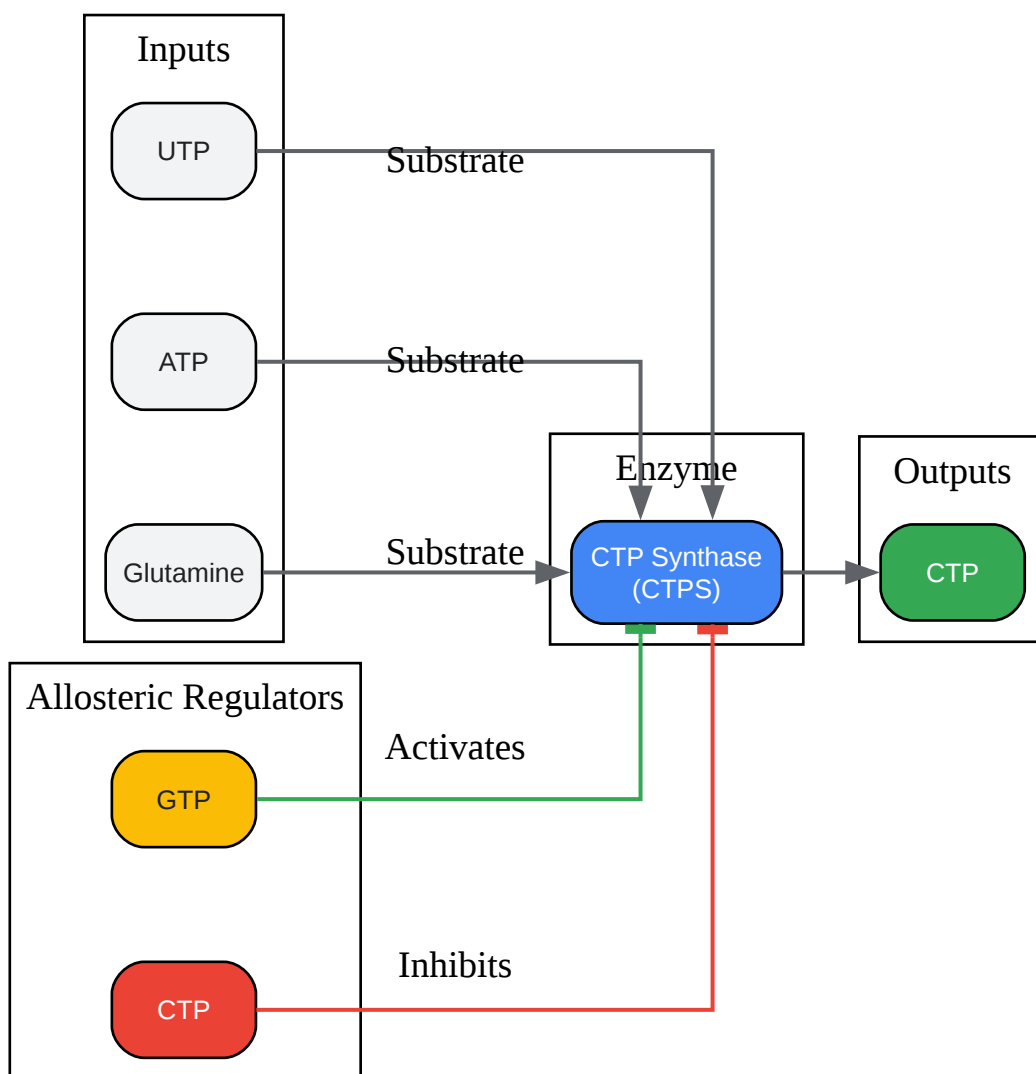 Inputs
UTP
Substrate
ATP
Substrate
Glutamine
Substrate
Enzyme
CTP Synthase
(CTPS)
Outputs
CTP
Allosteric Regulators
GTP
Activates
CTP
Inhibits